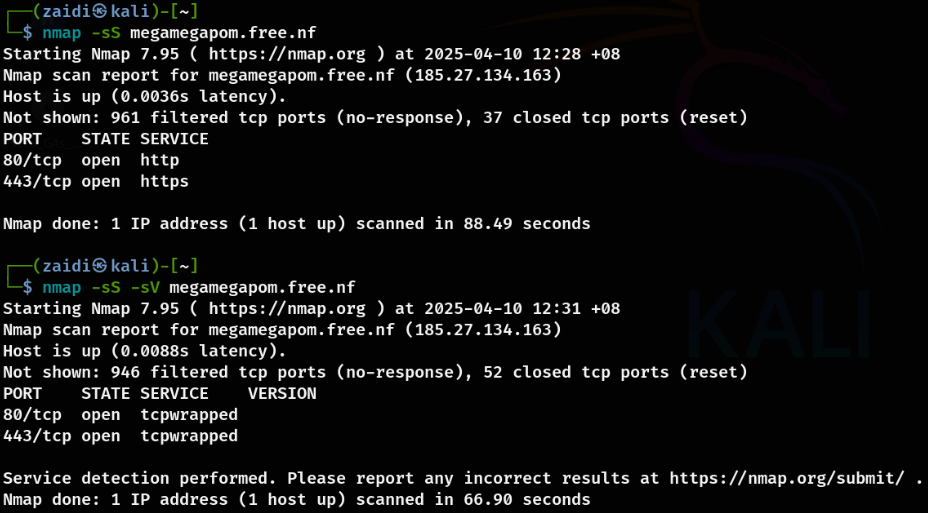 ┌──(zaidi㉿kali)-[~]
└─$ nmap -sS megamegapom.free.nf
Starting Nmap 7.95 ( https://nmap.org ) at 2025-04-10 12:28 +08
Nmap scan report for megamegapom.free.nf (185.27.134.163)
Host is up (0.0036s latency).
Not shown: 961 filtered tcp ports (no-response), 37 closed tcp ports (reset)
PORT    STATE SERVICE
80/tcp  open  http
443/tcp open  https

Nmap done: 1 IP address (1 host up) scanned in 88.49 seconds

┌──(zaidi㉿kali)-[~]
└─$ nmap -sS -sV megamegapom.free.nf
Starting Nmap 7.95 ( https://nmap.org ) at 2025-04-10 12:31 +08
Nmap scan report for megamegapom.free.nf (185.27.134.163)
Host is up (0.0088s latency).
Not shown: 946 filtered tcp ports (no-response), 52 closed tcp ports (reset)
PORT    STATE SERVICE    VERSION
80/tcp  open  tcpwrapped
443/tcp open  tcpwrapped

Service detection performed. Please report any incorrect results at https://nmap.org/submit/ .
Nmap done: 1 IP address (1 host up) scanned in 66.90 seconds
KALI